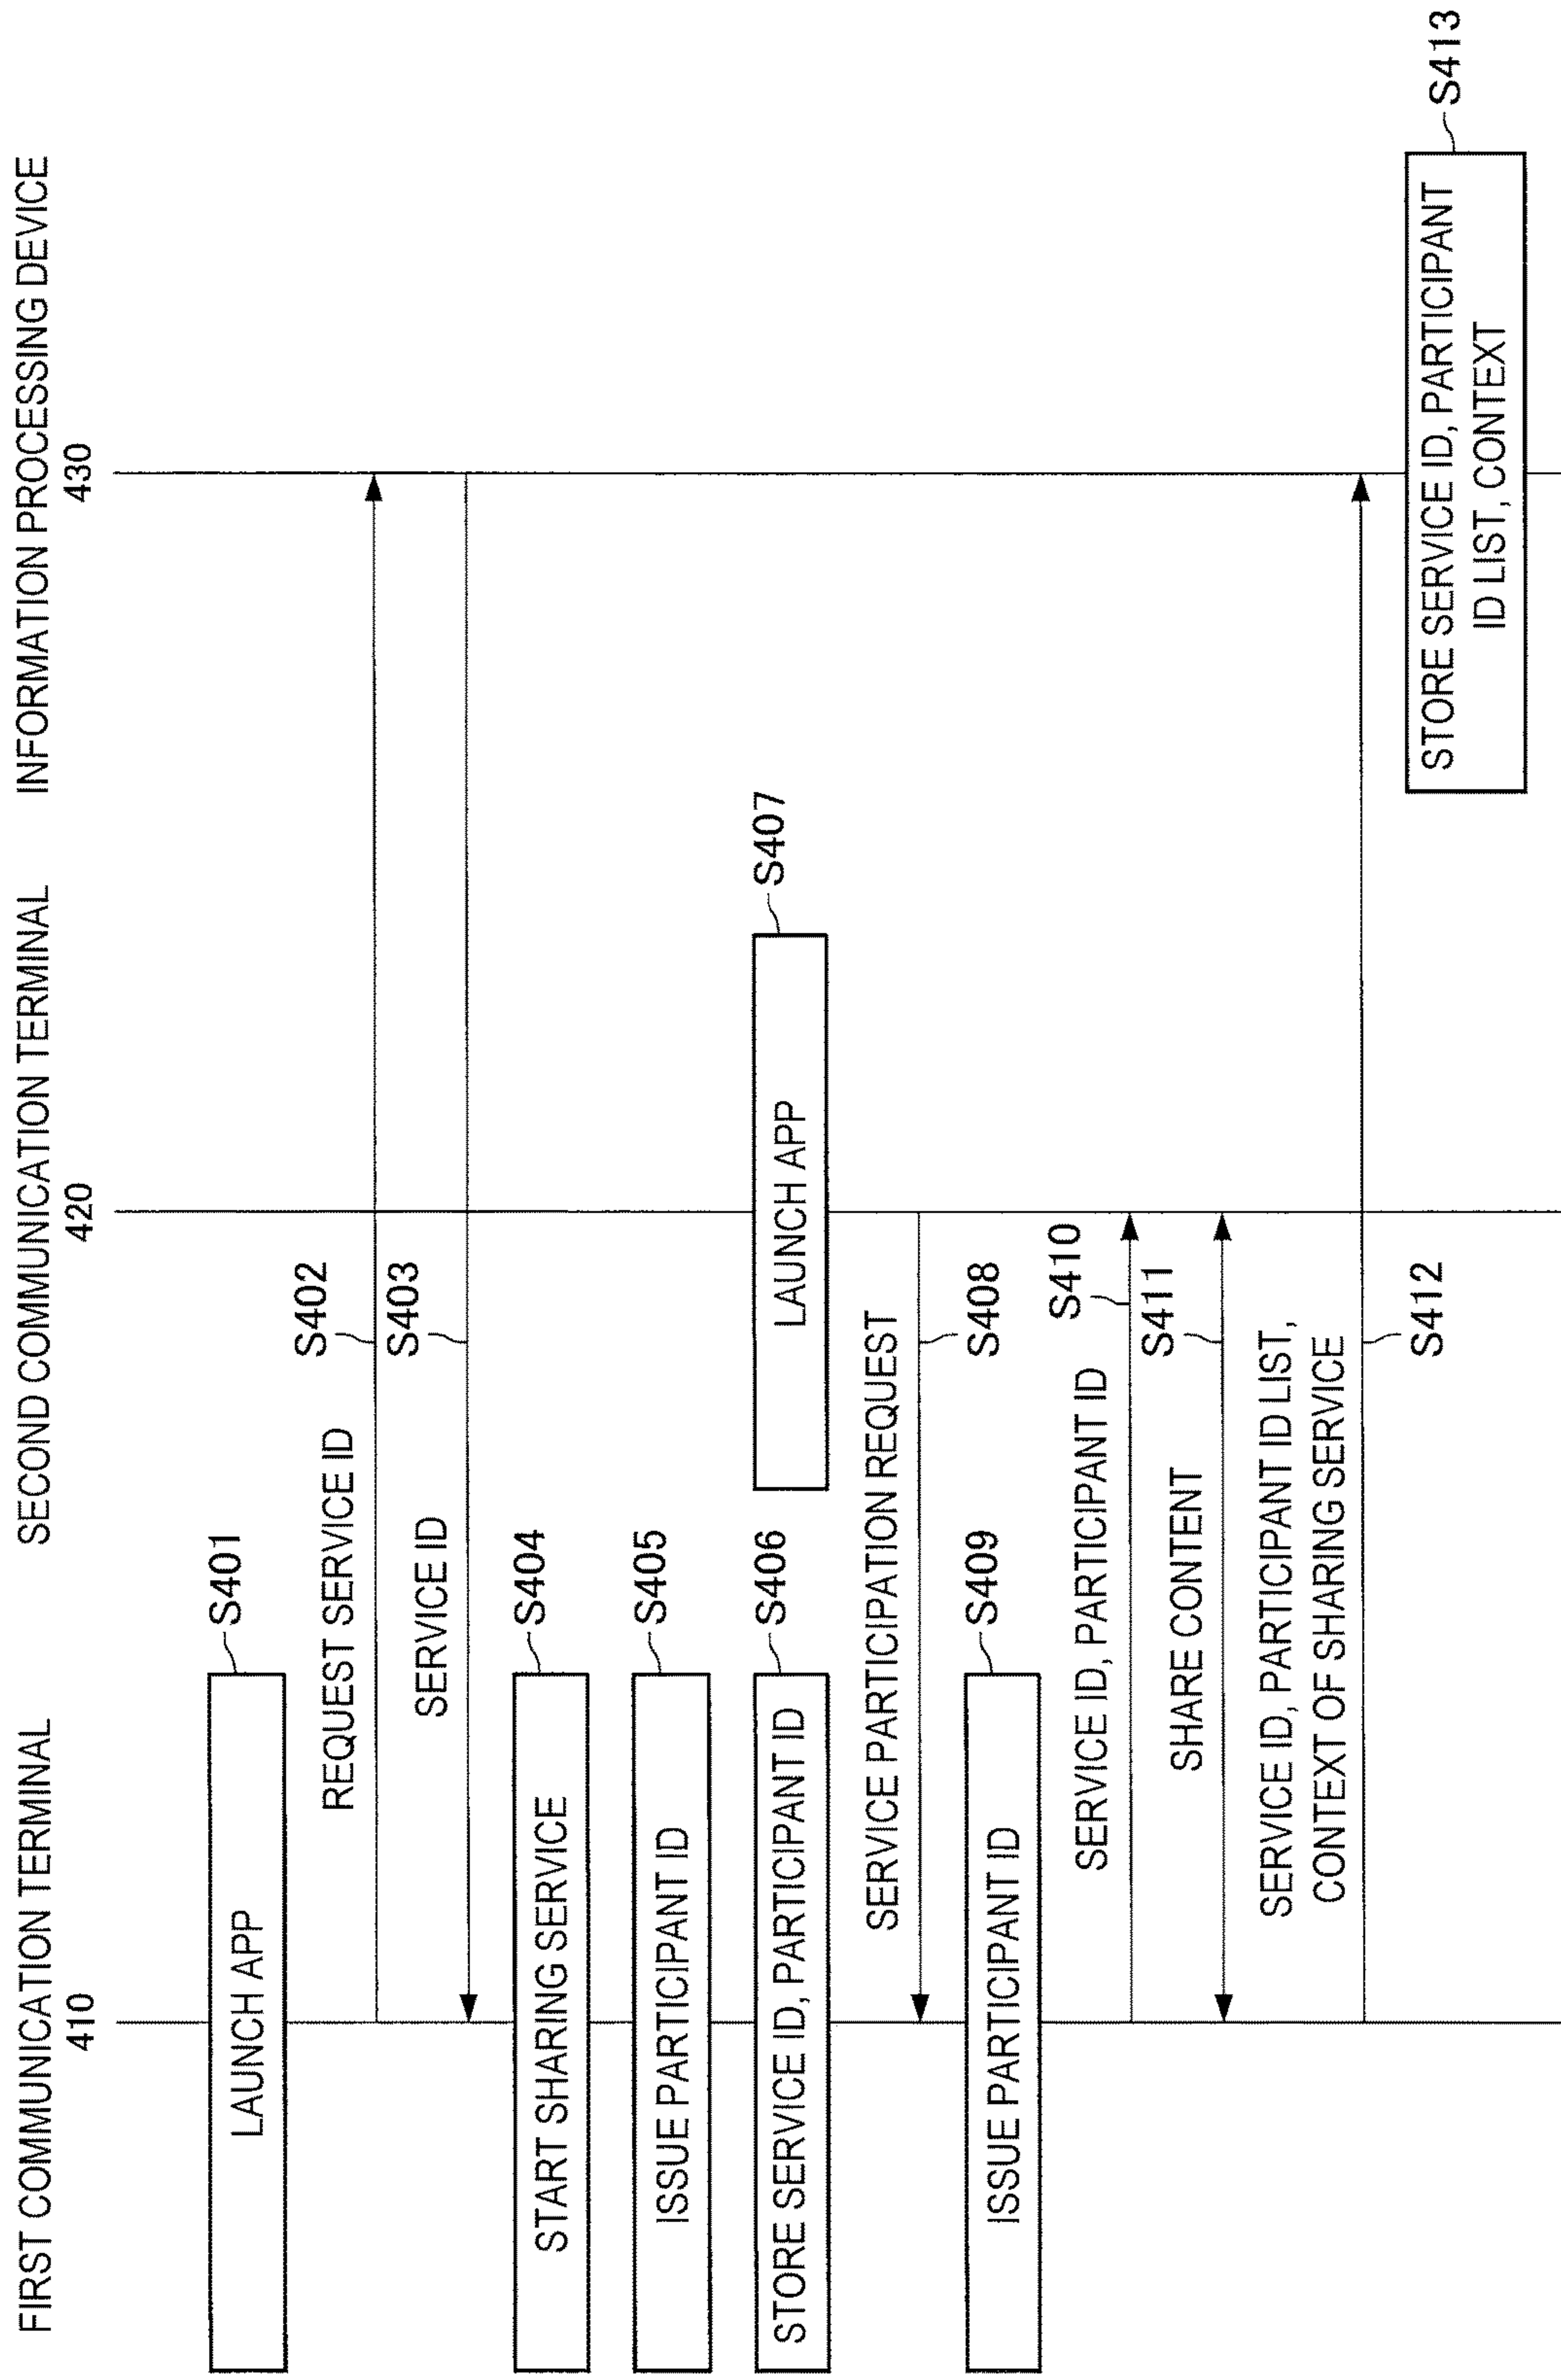 FIRST COMMUNICATION TERMINAL
410
SECOND COMMUNICATION TERMINAL
420
INFORMATION PROCESSING DEVICE
430
LAUNCH APP
S401
REQUEST SERVICE ID
S402
SERVICE ID
S403
START SHARING SERVICE
S404
ISSUE PARTICIPANT ID
S405
STORE SERVICE ID, PARTICIPANT ID
S406
LAUNCH APP
S407
SERVICE PARTICIPATION REQUEST
S408
ISSUE PARTICIPANT ID
S409
SERVICE ID, PARTICIPANT ID
S410
SHARE CONTENT
S411
SERVICE ID, PARTICIPANT ID LIST,
CONTEXT OF SHARING SERVICE
S412
STORE SERVICE ID, PARTICIPANT
ID LIST, CONTEXT
S413